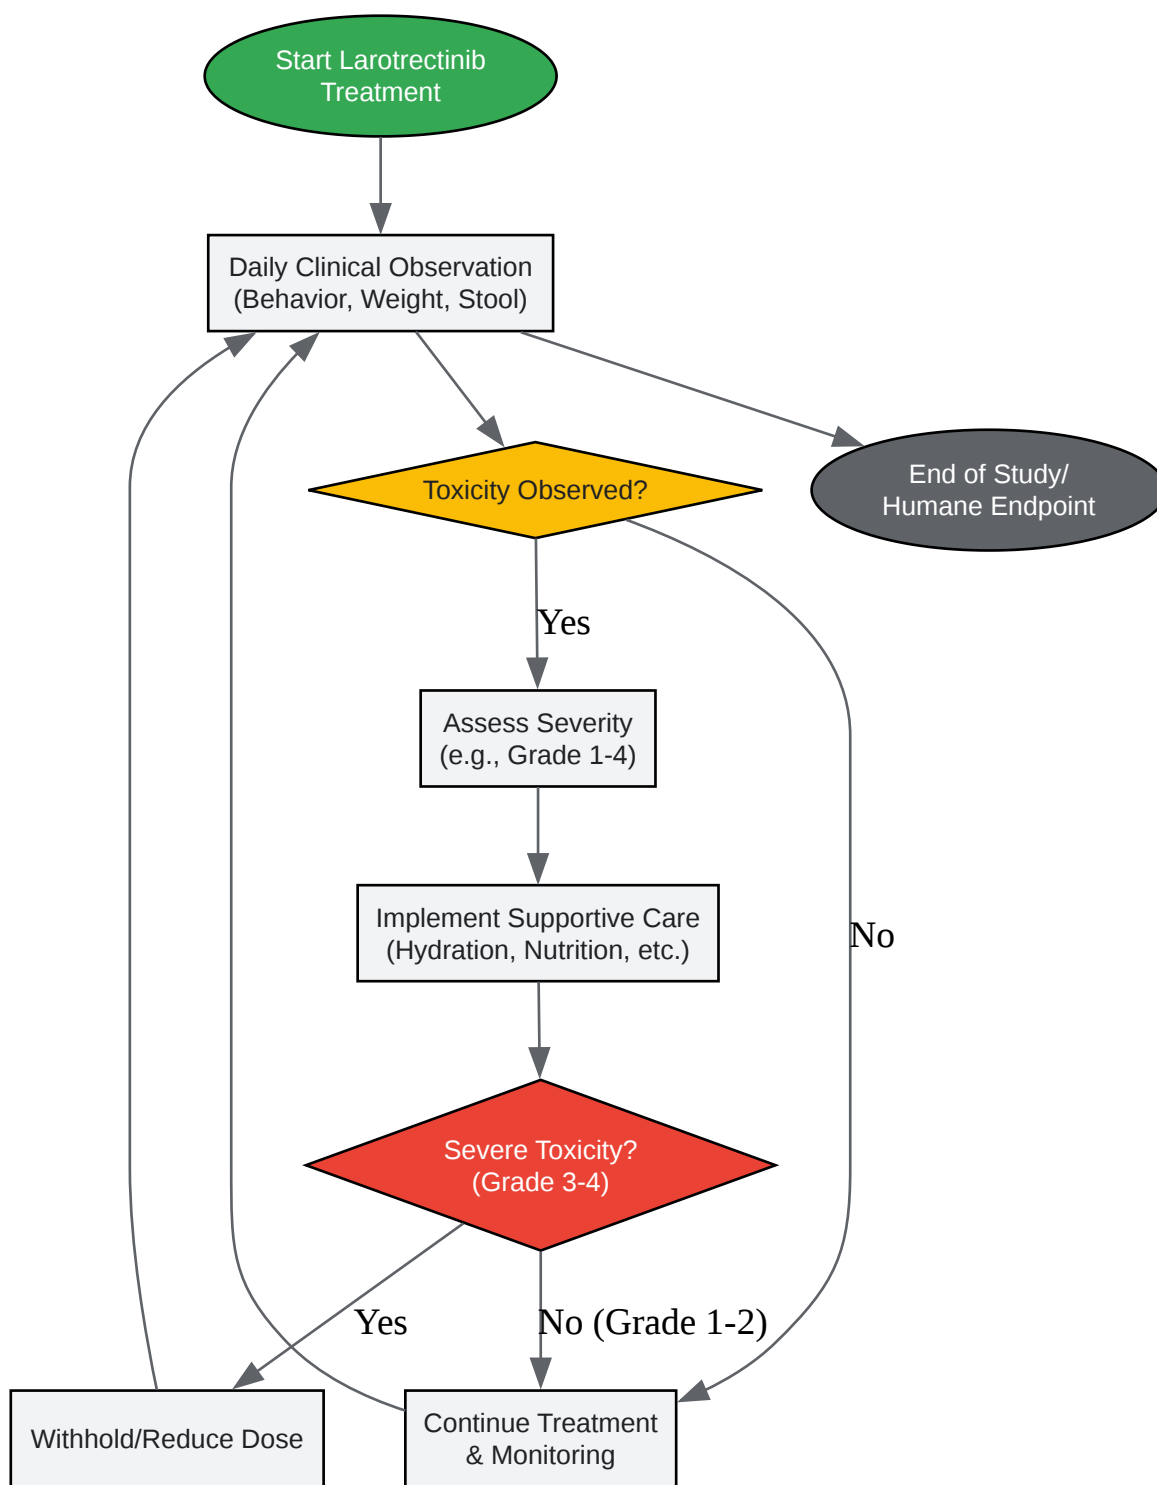 Start Larotrectinib
Treatment
Daily Clinical Observation
(Behavior, Weight, Stool)
Toxicity Observed?
End of Study/
Humane Endpoint
Yes
Assess Severity
(e.g., Grade 1-4)
Implement Supportive Care
(Hydration, Nutrition, etc.)
No
Severe Toxicity?
(Grade 3-4)
Yes
No (Grade 1-2)
Withhold/Reduce Dose
Continue Treatment
& Monitoring